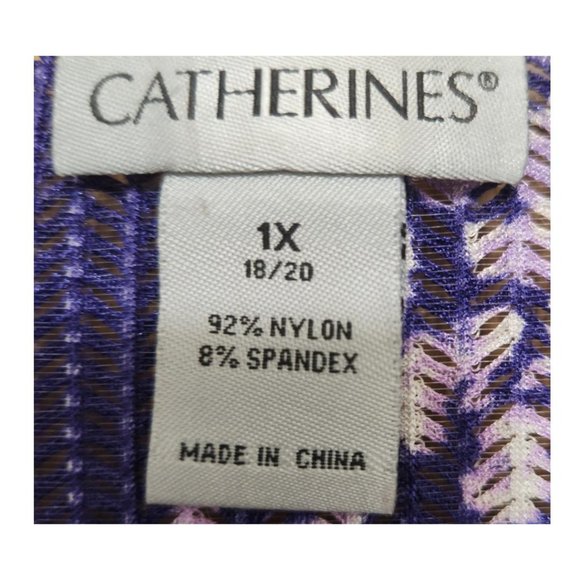 CATHERINES®
1X
18/20
92% NYLON
8% SPANDEX
MADE IN CHINA